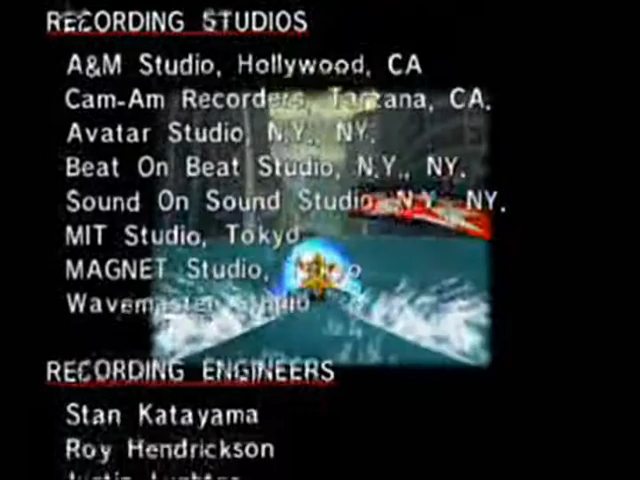 RECORDING STUDIOS
A&M Studio, Hollywood, CA
Cam-Am Recorders, Tarzana, CA.
Avatar Studio, N.Y., NY.
Beat On Beat Studio, N.Y., NY.
Sound On Sound Studio, N.Y., NY.
MIT Studio, Tokyo
MAGNET Studio, Tokyo
Wavemaster Studio
RECORDING ENGINEERS
Stan Katayama
Roy Hendrickson